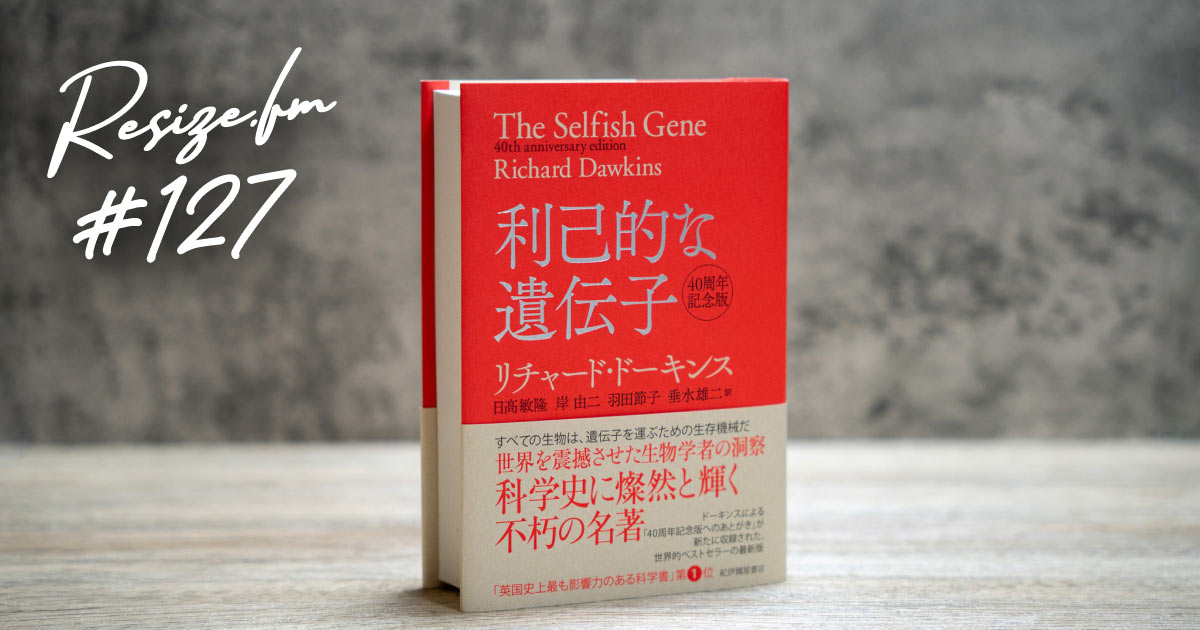 Resize.fm
#127
The Selfish Gene
40th anniversary edition
Richard Dawkins
利己的な
遺伝子
40周年
記念版
リチャード・ドーキンス
日髙敏隆 岸 由二 羽田節子 垂水雄二 訳
すべての生物は、遺伝子を運ぶための生存機械だ
世界を震撼させた生物学者の洞察
科学史に燦然と輝く
不朽の名著
ドーキンスによる
「40周年記念版へのあとがき」が
新たに収録された、
世界的ベストセラーの最新版
「英国史上最も影響力のある科学書」第1位 紀伊國屋書店